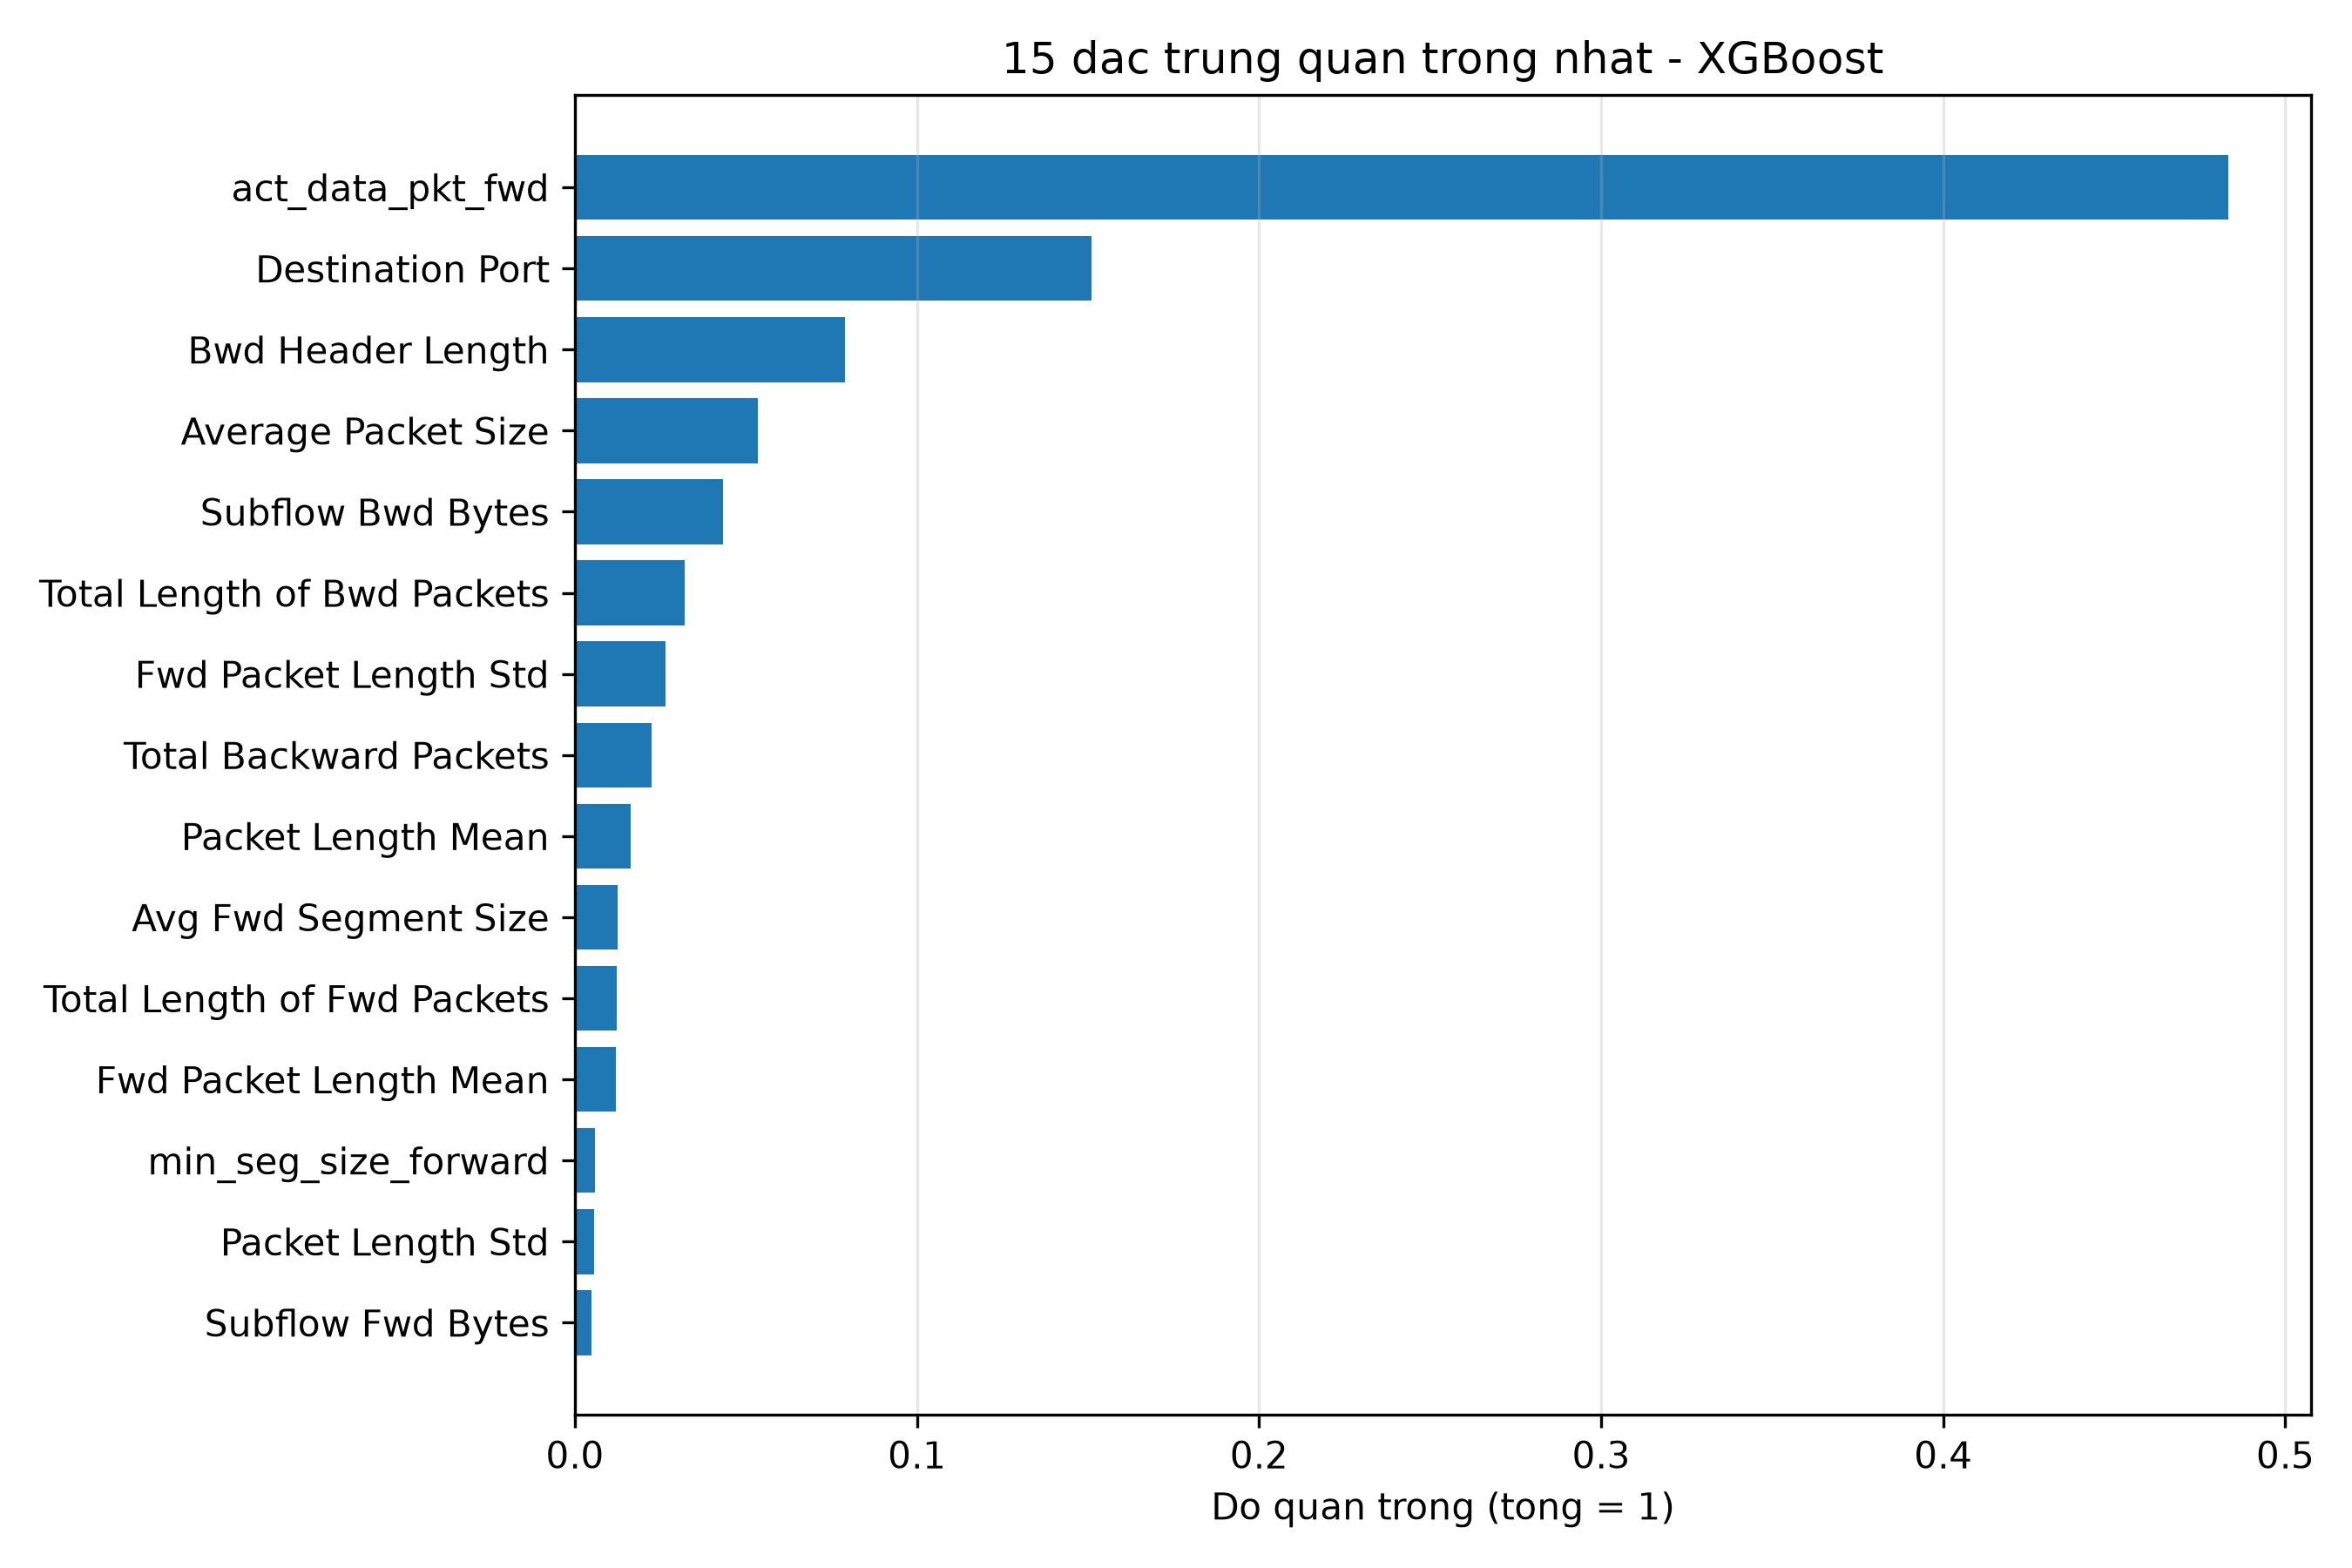 15 dac trung quan trong nhat - XGBoost
act_data_pkt_fwd
Destination Port
Bwd Header Length
Average Packet Size
Subflow Bwd Bytes
Total Length of Bwd Packets
Fwd Packet Length Std
Total Backward Packets
Packet Length Mean
Avg Fwd Segment Size
Total Length of Fwd Packets
Fwd Packet Length Mean
min_seg_size_forward
Packet Length Std
Subflow Fwd Bytes
0.0 0.1 0.2 0.3 0.4 0.5
Do quan trong (tong = 1)